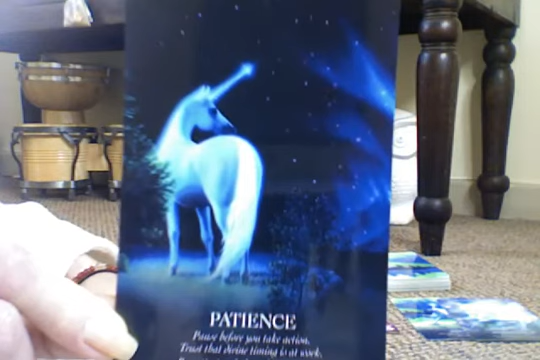 PATIENCE
Pause before you take action.
Trust that divine timing is at work.